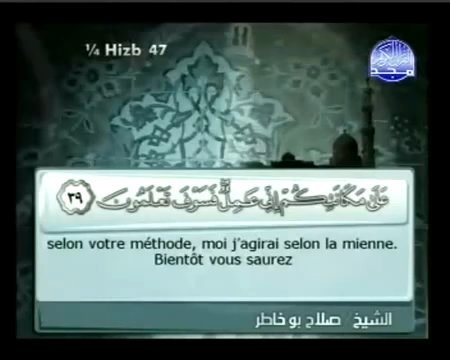 ¼ Hizb 47
مجد
عَلَىٰ مَكَانَتِكُمْ إِنِّي عَامِلٌ ۖ فَسَوْفَ تَعْلَمُونَ ٣٩
selon votre méthode, moi j'agirai selon la mienne.
Bientôt vous saurez
الشيخ / صلاح بو خاطر